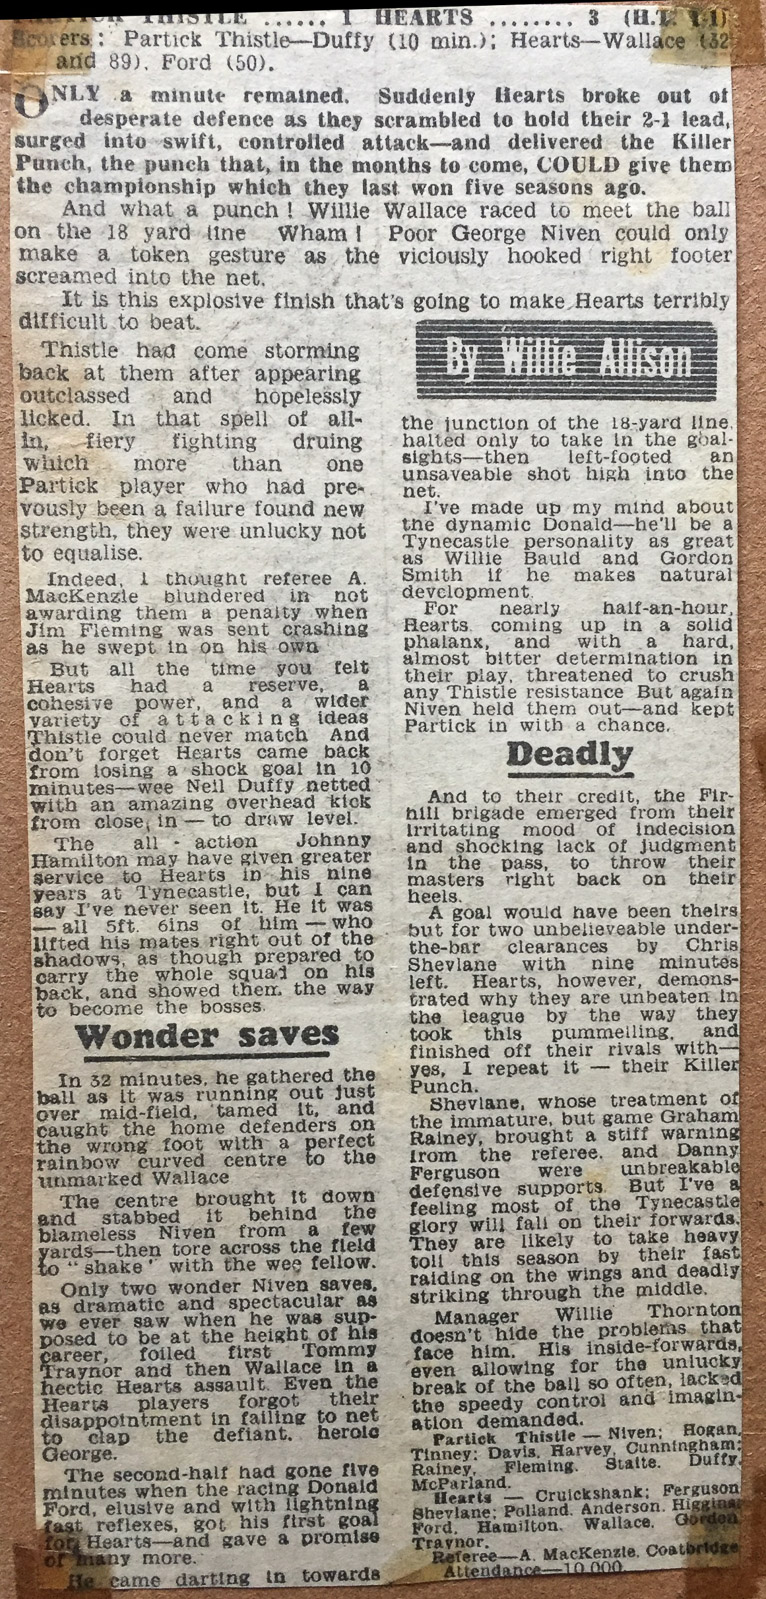 PARTICK THISTLE ...... 1 HEARTS ........ 3 (H.T. 1-1)
Scorers: Partick Thistle—Duffy (10 min.); Hearts—Wallace (32
and 89), Ford (50).
ONLY a minute remained. Suddenly Hearts broke out of
desperate defence as they scrambled to hold their 2-1 lead,
surged into swift, controlled attack—and delivered the Killer
Punch, the punch that, in the months to come, COULD give them
the championship which they last won five seasons ago.
And what a punch! Willie Wallace raced to meet the ball
on the 18 yard line Wham! Poor George Niven could only
make a token gesture as the viciously hooked right footer
screamed into the net.
It is this explosive finish that's going to make Hearts terribly
difficult to beat.
Thistle had come storming
back at them after appearing
outclassed and hopelessly
licked. In that spell of all-
in, fiery fighting druing
which more than one
Partick player who had pre-
vously been a failure found new
strength, they were unlucky not
to equalise.
Indeed, I thought referee A.
MacKenzie blundered in not
awarding them a penalty when
Jim Fleming was sent crashing
as he swept in on his own
But all the time you felt
Hearts had a reserve, a
cohesive power, and a wider
variety of attacking ideas
Thistle could never match And
don't forget Hearts came back
from losing a shock goal in 10
minutes—wee Neil Duffy netted
with an amazing overhead kick
from close in — to draw level.
The all-action Johnny
Hamilton may have given greater
service to Hearts in his nine
years at Tynecastle, but I can
say I've never seen it. He it was
— all 5ft. 6ins of him — who
lifted his mates right out of the
shadows, as though prepared to
carry the whole squad on his
back, and showed them the way
to become the bosses.
Wonder saves
In 32 minutes, he gathered the
ball as it was running out just
over mid-field, tamed it, and
caught the home defenders on
the wrong foot with a perfect
rainbow curved centre to the
unmarked Wallace
The centre brought it down
and stabbed it behind the
blameless Niven from a few
yards—then tore across the field
to "shake" with the wee fellow.
Only two wonder Niven saves,
as dramatic and spectacular as
we ever saw when he was sup-
posed to be at the height of his
career, foiled first Tommy
Traynor and then Wallace in a
hectic Hearts assault. Even the
Hearts players forgot their
disappointment in failing to net
to clap the defiant, heroic
George.
The second-half had gone five
minutes when the racing Donald
Ford, elusive and with lightning
fast reflexes, got his first goal
for Hearts—and gave a promise
of many more.
He came darting in towards
By Willie Allison
the junction of the 18-yard line,
halted only to take in the goal-
sights—then left-footed an
unsaveable shot high into the
net.
I've made up my mind about
the dynamic Donald—he'll be a
Tynecastle personality as great
as Willie Bauld and Gordon
Smith if he makes natural
development.
For nearly half-an-hour,
Hearts, coming up in a solid
phalanx, and with a hard,
almost bitter determination in
their play, threatened to crush
any Thistle resistance But again
Niven held them out—and kept
Partick in with a chance.
Deadly
And to their credit, the Fir-
hill brigade emerged from their
irritating mood of indecision
and shocking lack of judgment
in the pass, to throw their
masters right back on their
heels.
A goal would have been theirs
but for two unbelieveable under-
the-bar clearances by Chris
Shevlane with nine minutes
left. Hearts, however, demons-
trated why they are unbeaten in
the league by the way they
took this pummelling, and
finished off their rivals with—
yes, I repeat it — their Killer
Punch.
Shevlane, whose treatment of
the immature, but game Graham
Rainey, brought a stiff warning
from the referee, and Danny
Ferguson were unbreakable
defensive supports. But I've a
feeling most of the Tynecastle
glory will fall on their forwards.
They are likely to take heavy
toll this season by their fast
raiding on the wings and deadly
striking through the middle.
Manager Willie Thornton
doesn't hide the problems that
face him. His inside-forwards,
even allowing for the unlucky
break of the ball so often, lacked
the speedy control and imagin-
ation demanded.
Partick Thistle — Niven; Hogan,
Tinney; Davis, Harvey, Cunningham;
Rainey, Fleming, Staite, Duffy,
McParland.
Hearts — Cruickshank; Ferguson
Shevlane; Polland, Anderson, Higgins
Ford, Hamilton, Wallace, Gordon,
Traynor.
Referee—A. MacKenzie, Coatbridge
Attendance—10,000.